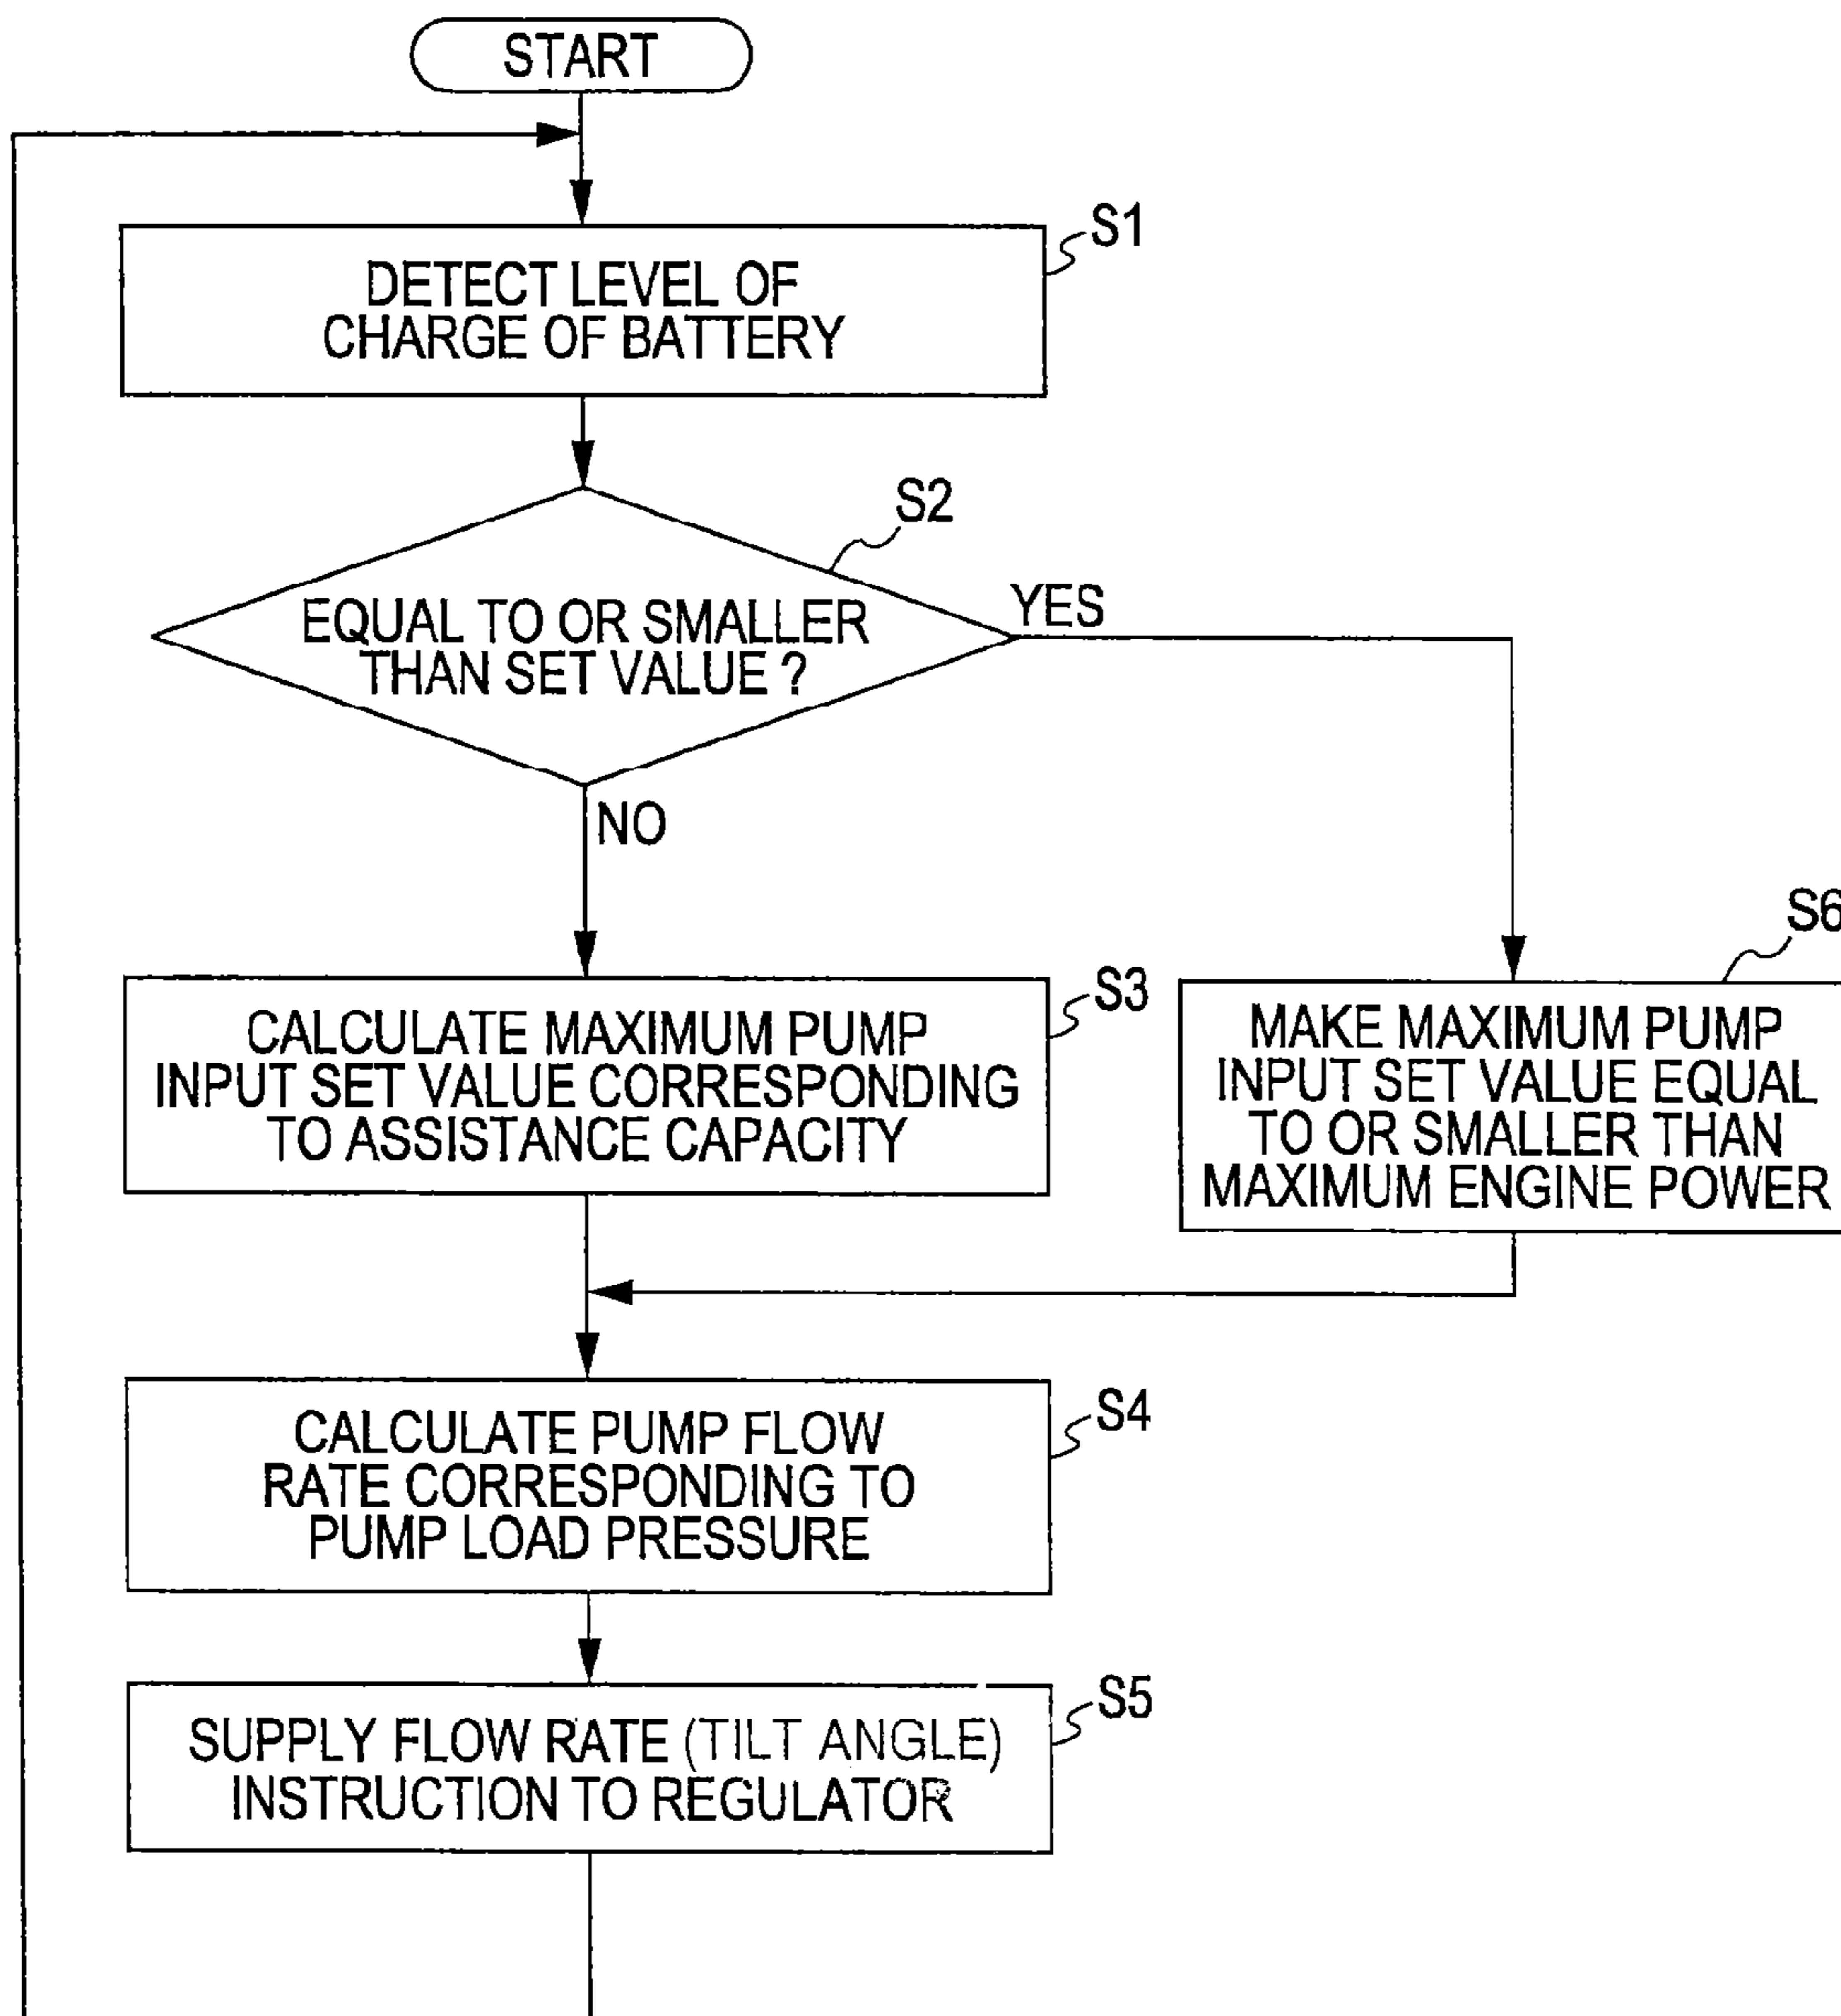 START
S1
DETECT LEVEL OF
CHARGE OF BATTERY
S2
EQUAL TO OR SMALLER
THAN SET VALUE ?
YES
NO
S3
CALCULATE MAXIMUM PUMP
INPUT SET VALUE CORRESPONDING
TO ASSISTANCE CAPACITY
S6
MAKE MAXIMUM PUMP
INPUT SET VALUE EQUAL
TO OR SMALLER THAN
MAXIMUM ENGINE POWER
S4
CALCULATE PUMP FLOW
RATE CORRESPONDING TO
PUMP LOAD PRESSURE
S5
SUPPLY FLOW RATE (TILT ANGLE)
INSTRUCTION TO REGULATOR